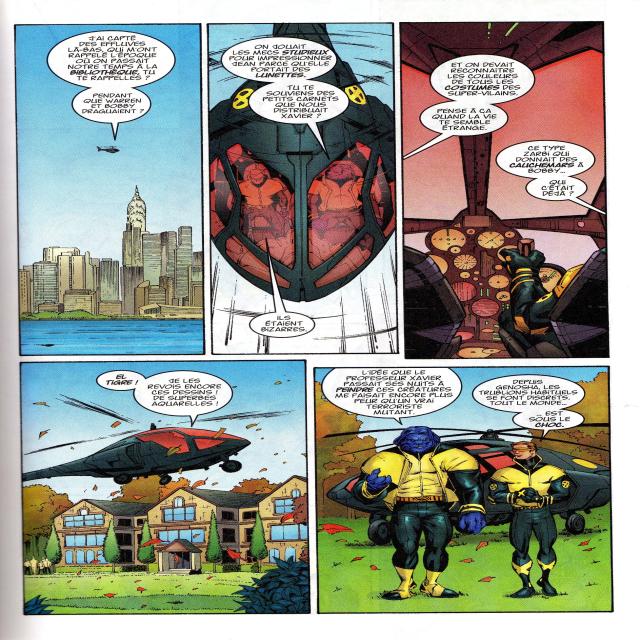 J'AI CAPTÉ
DES EFFLUVES
LÀ-BAS, QUI M'ONT
RAPPELÉ L'ÉPOQUE
OÙ ON PASSAIT
NOTRE TEMPS À LA
BIBLIOTHÈQUE, TU
TE RAPPELLES ?
PENDANT
QUE WARREN
ET BOBBY
DRAGUAIENT ?
ON JOUAIT
LES MECS STUDIEUX
POUR IMPRESSIONNER
JEAN PARCE QU'ELLE
PORTAIT DES
LUNETTES.
TU TE
SOUVIENS DES
PETITS CARNETS
QUE NOUS
DISTRIBUAIT
XAVIER ?
ILS
ÉTAIENT
BIZARRES.
ET ON DEVAIT
RECONNAITRE
LES COULEURS
DE TOUS LES
COSTUMES DES
SUPER-VILAINS.
PENSE À ÇA
QUAND LA VIE
TE SEMBLE
ÉTRANGE.
CE TYPE
ZARBI QUI
DONNAIT DES
CAUCHEMARS À
BOBBY...
QUI
C'ÉTAIT
DÉJÀ ?
EL
TIGRE !
JE LES
REVOIS ENCORE
CES DESSINS !
DE SUPERBES
AQUARELLES !
L'IDÉE QUE LE
PROFESSEUR XAVIER
PASSAIT SES NUITS À
PEINDRE CES CRÉATURES
ME FAISAIT ENCORE PLUS
PEUR QU'UN VRAI
TERRORISTE
MUTANT.
DEPUIS
GENOSHA, LES
TRUBLIONS HABITUELS
SE FONT DISCRETS.
TOUT LE MONDE...
... EST
SOUS LE
CHOC.